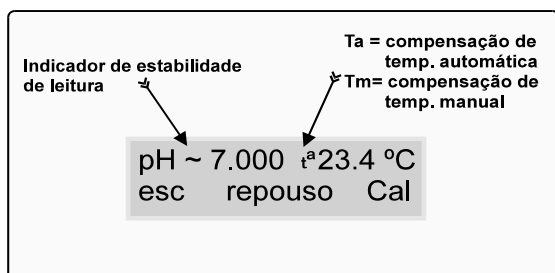 Indicador de estabilidade
de leitura
Ta = compensação de
temp. automática
Tm= compensação de
temp. manual
pH ~ 7.000 tª23.4 ºC
esc repouso Cal